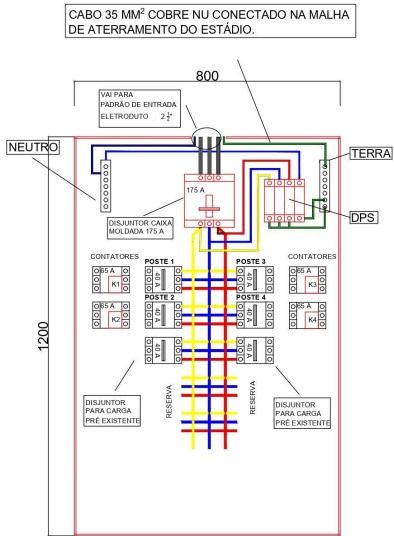 CABO 35 MM² COBRE NU CONECTADO NA MALHA
DE ATERRAMENTO DO ESTÁDIO.
800
VAI PARA
PADRÃO DE ENTRADA
ELETRODUTO 2 ½"
NEUTRO
TERRA
175 A
DPS
DISJUNTOR CAIXA
MOLDADA 175 A
CONTATORES
CONTATORES
POSTE 1
POSTE 3
65 A
K1
40 A
40 A
65 A
K3
POSTE 2
POSTE 4
65 A
K2
40 A
40 A
65 A
K4
40 A
40 A
1200
DISJUNTOR
PARA CARGA
PRÉ EXISTENTE
RESERVA
RESERVA
DISJUNTOR
PARA CARGA
PRÉ EXISTENTE